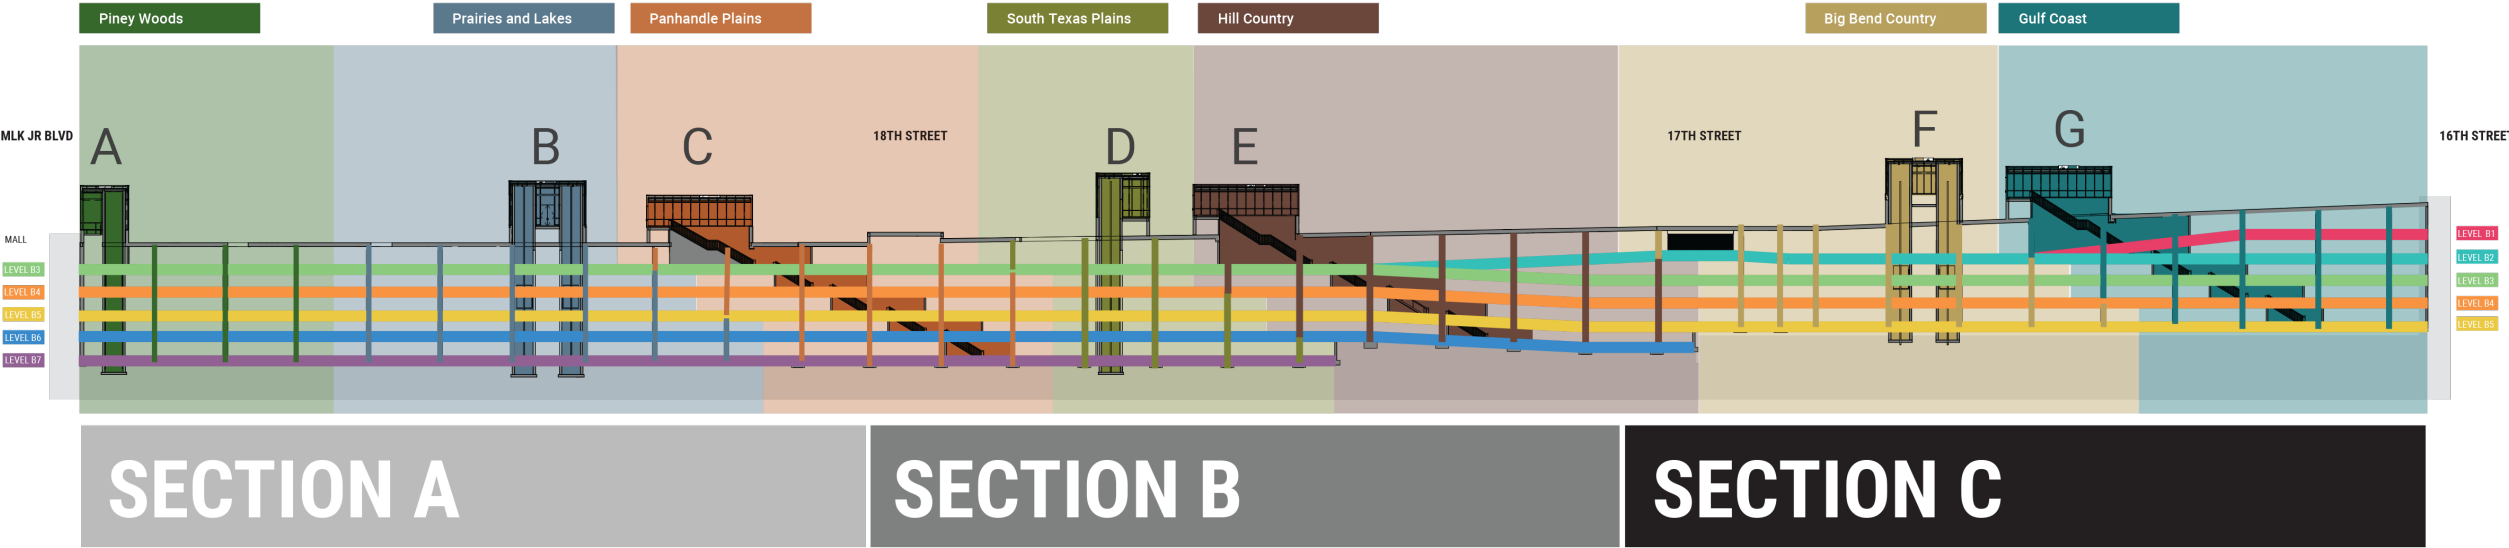 Piney Woods
Prairies and Lakes
Panhandle Plains
South Texas Plains
Hill Country
Big Bend Country
Gulf Coast
A
B
C
D
E
F
G
MLK JR BLVD
18TH STREET
17TH STREET
16TH STREET
MALL
LEVEL B3
LEVEL B4
LEVEL B5
LEVEL B6
LEVEL B7
LEVEL B1
LEVEL B2
LEVEL B3
LEVEL B4
LEVEL B5
SECTION A
SECTION B
SECTION C